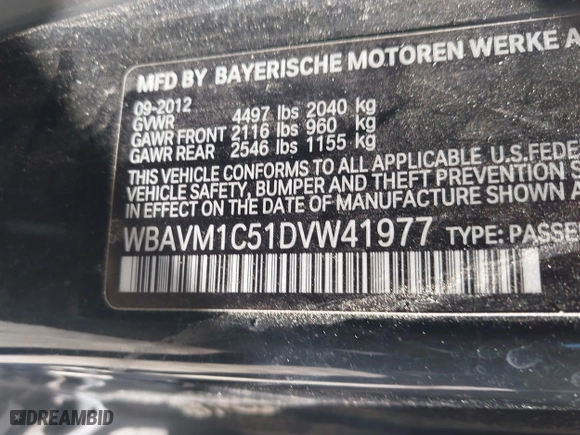 MFD BY BAYERISCHE MOTOREN WERKE A
09-2012
GVWR 4497 lbs 2040 kg
GAWR FRONT 2116 lbs 960 kg
GAWR REAR 2546 lbs 1155 kg
THIS VEHICLE CONFORMS TO ALL APPLICABLE U.S.FEDE
VEHICLE SAFETY, BUMPER AND THEFT PREVENTION S
IN EFFECT ON THE DATE OF MANUFACTURE SHOWN A
WBAVM1C51DVW41977 TYPE: PASSE
DREAMBID